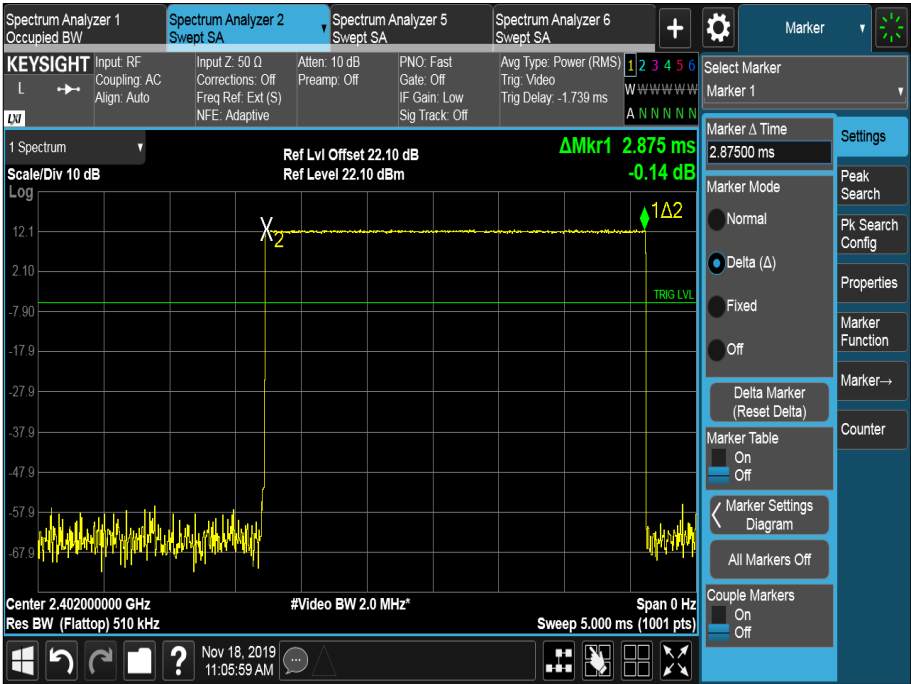 Spectrum Analyzer 1
Occupied BW
Spectrum Analyzer 2
Swept SA
Spectrum Analyzer 5
Swept SA
Spectrum Analyzer 6
Swept SA
+
Marker
KEYSIGHT
L
LXI
Input: RF
Coupling: AC
Align: Auto
Input Z: 50 Ω
Corrections: Off
Freq Ref: Ext (S)
NFE: Adaptive
Atten: 10 dB
Preamp: Off
PNO: Fast
Gate: Off
IF Gain: Low
Sig Track: Off
Avg Type: Power (RMS)
Trig: Video
Trig Delay: -1.739 ms
1 2 3 4 5 6
W W W W W W
A N N N N N
Select Marker
Marker 1
1 Spectrum
Scale/Div 10 dB
Log
Ref Lvl Offset 22.10 dB
Ref Level 22.10 dBm
ΔMkr1 2.875 ms
-0.14 dB
1Δ2
X2
TRIG LVL
12.1
2.10
-7.90
-17.9
-27.9
-37.9
-47.9
-57.9
-67.9
Center 2.402000000 GHz
Res BW (Flattop) 510 kHz
#Video BW 2.0 MHz*
Span 0 Hz
Sweep 5.000 ms (1001 pts)
Marker Δ Time
2.87500 ms
Marker Mode
Normal
Delta (Δ)
Fixed
Off
Delta Marker
(Reset Delta)
Marker Table
On
Off
Marker Settings
Diagram
All Markers Off
Couple Markers
On
Off
Settings
Peak
Search
Pk Search
Config
Properties
Marker
Function
Marker→
Counter
?
Nov 18, 2019
11:05:59 AM